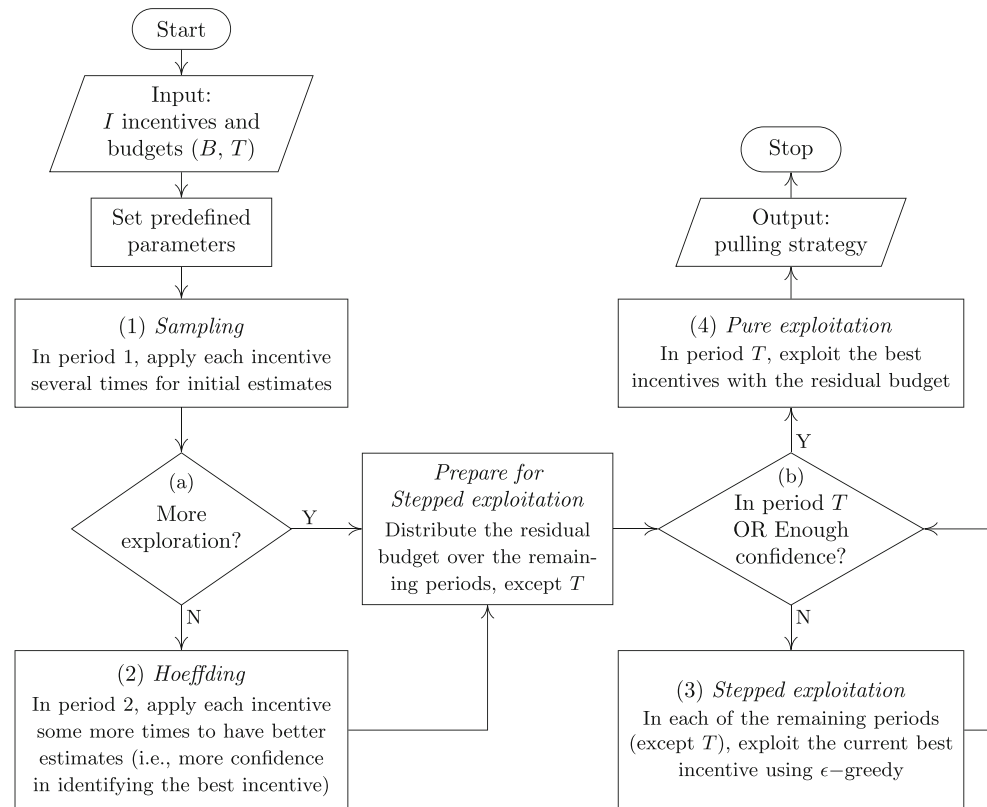 Start
Input:
I incentives and
budgets (B, T)
Set predefined
parameters
(1) Sampling
In period 1, apply each incentive
several times for initial estimates
(a)
More
exploration?
Y
N
(2) Hoeffding
In period 2, apply each incentive
some more times to have better
estimates (i.e., more confidence
in identifying the best incentive)
Prepare for
Stepped exploitation
Distribute the residual
budget over the remain-
ing periods, except T
Stop
Output:
pulling strategy
(4) Pure exploitation
In period T, exploit the best
incentives with the residual budget
Y
(b)
In period T
OR Enough
confidence?
N
(3) Stepped exploitation
In each of the remaining periods
(except T), exploit the current best
incentive using ϵ−greedy